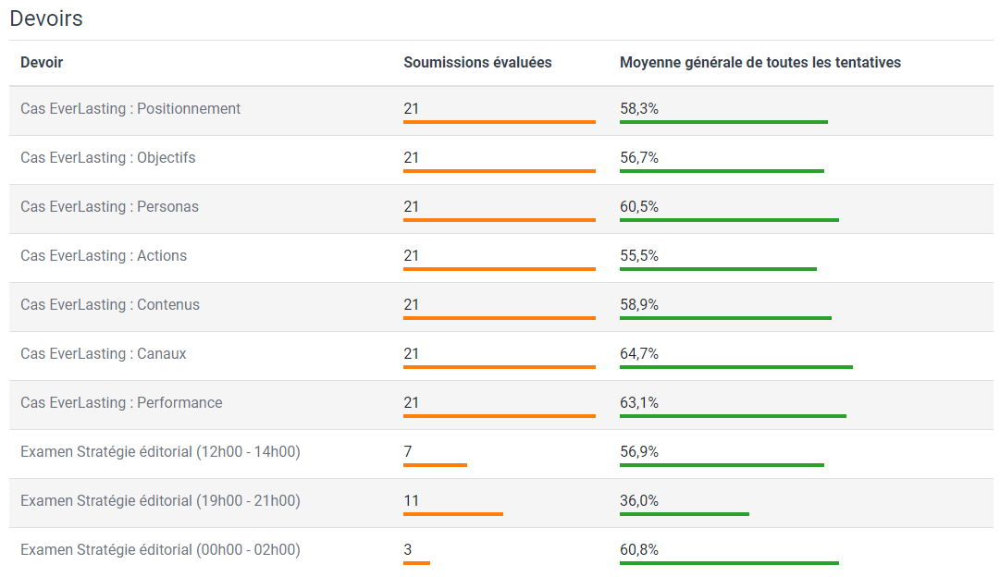 Devoirs
Devoir Soumissions évaluées Moyenne générale de toutes les tentatives
Cas EverLasting : Positionnement 21 58,3%
Cas EverLasting : Objectifs 21 56,7%
Cas EverLasting : Personas 21 60,5%
Cas EverLasting : Actions 21 55,5%
Cas EverLasting : Contenus 21 58,9%
Cas EverLasting : Canaux 21 64,7%
Cas EverLasting : Performance 21 63,1%
Examen Stratégie éditorial (12h00 - 14h00) 7 56,9%
Examen Stratégie éditorial (19h00 - 21h00) 11 36,0%
Examen Stratégie éditorial (00h00 - 02h00) 3 60,8%